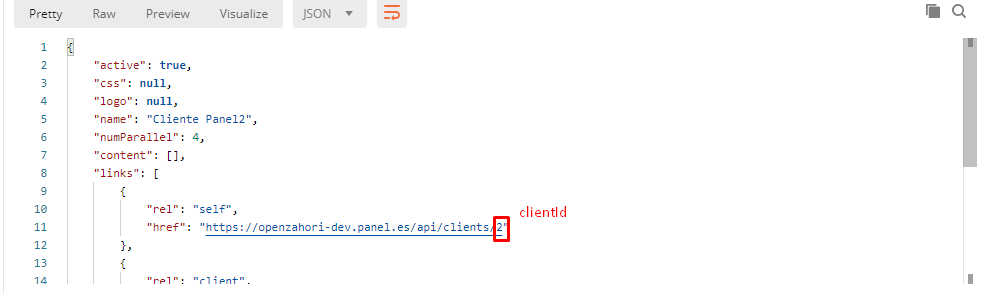 Pretty Raw Preview Visualize JSON
1 {
2 "active": true,
3 "css": null,
4 "logo": null,
5 "name": "Cliente Panel2",
6 "numParallel": 4,
7 "content": [],
8 "links": [
9 {
10 "rel": "self",
11 "href": "https://openzahori-dev.panel.es/api/clients/2" clientId
12 },
13 {
14 "rel": "client",